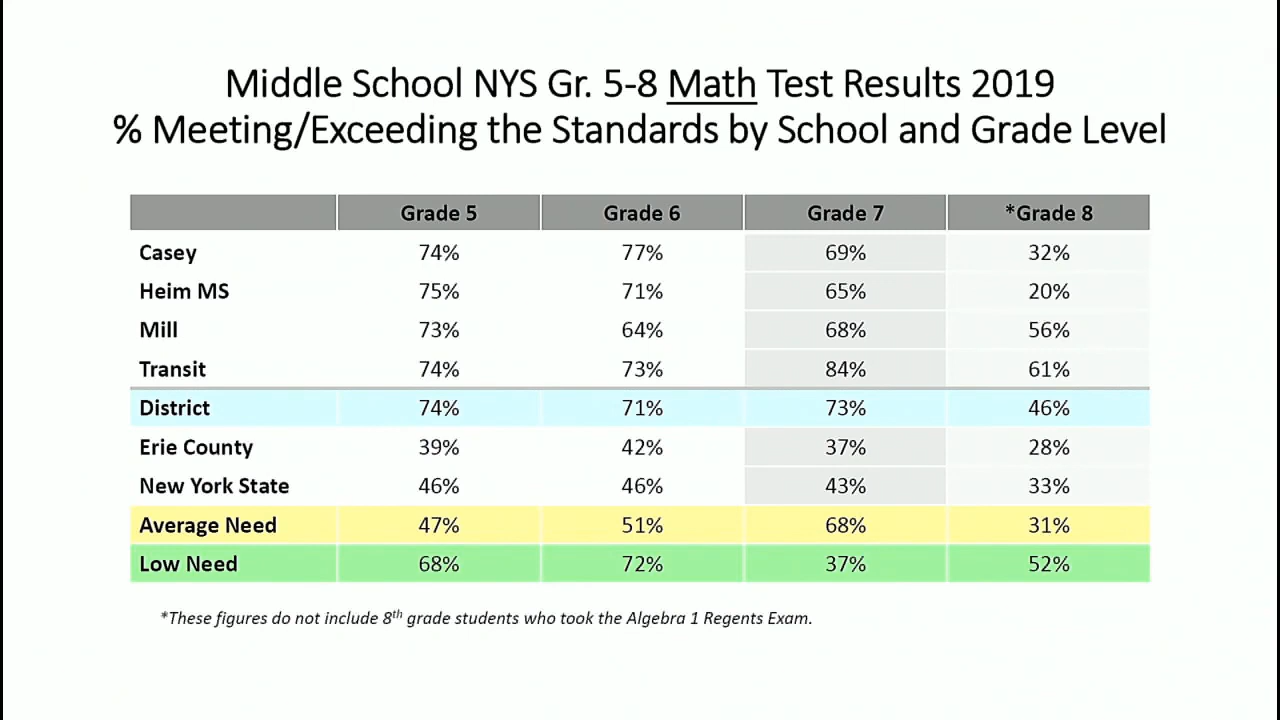 Middle School NYS Gr. 5-8 Math Test Results 2019
% Meeting/Exceeding the Standards by School and Grade Level
Grade 5 Grade 6 Grade 7 *Grade 8
Casey 74% 77% 69% 32%
Heim MS 75% 71% 65% 20%
Mill 73% 64% 68% 56%
Transit 74% 73% 84% 61%
District 74% 71% 73% 46%
Erie County 39% 42% 37% 28%
New York State 46% 46% 43% 33%
Average Need 47% 51% 68% 31%
Low Need 68% 72% 37% 52%
*These figures do not include 8th grade students who took the Algebra 1 Regents Exam.